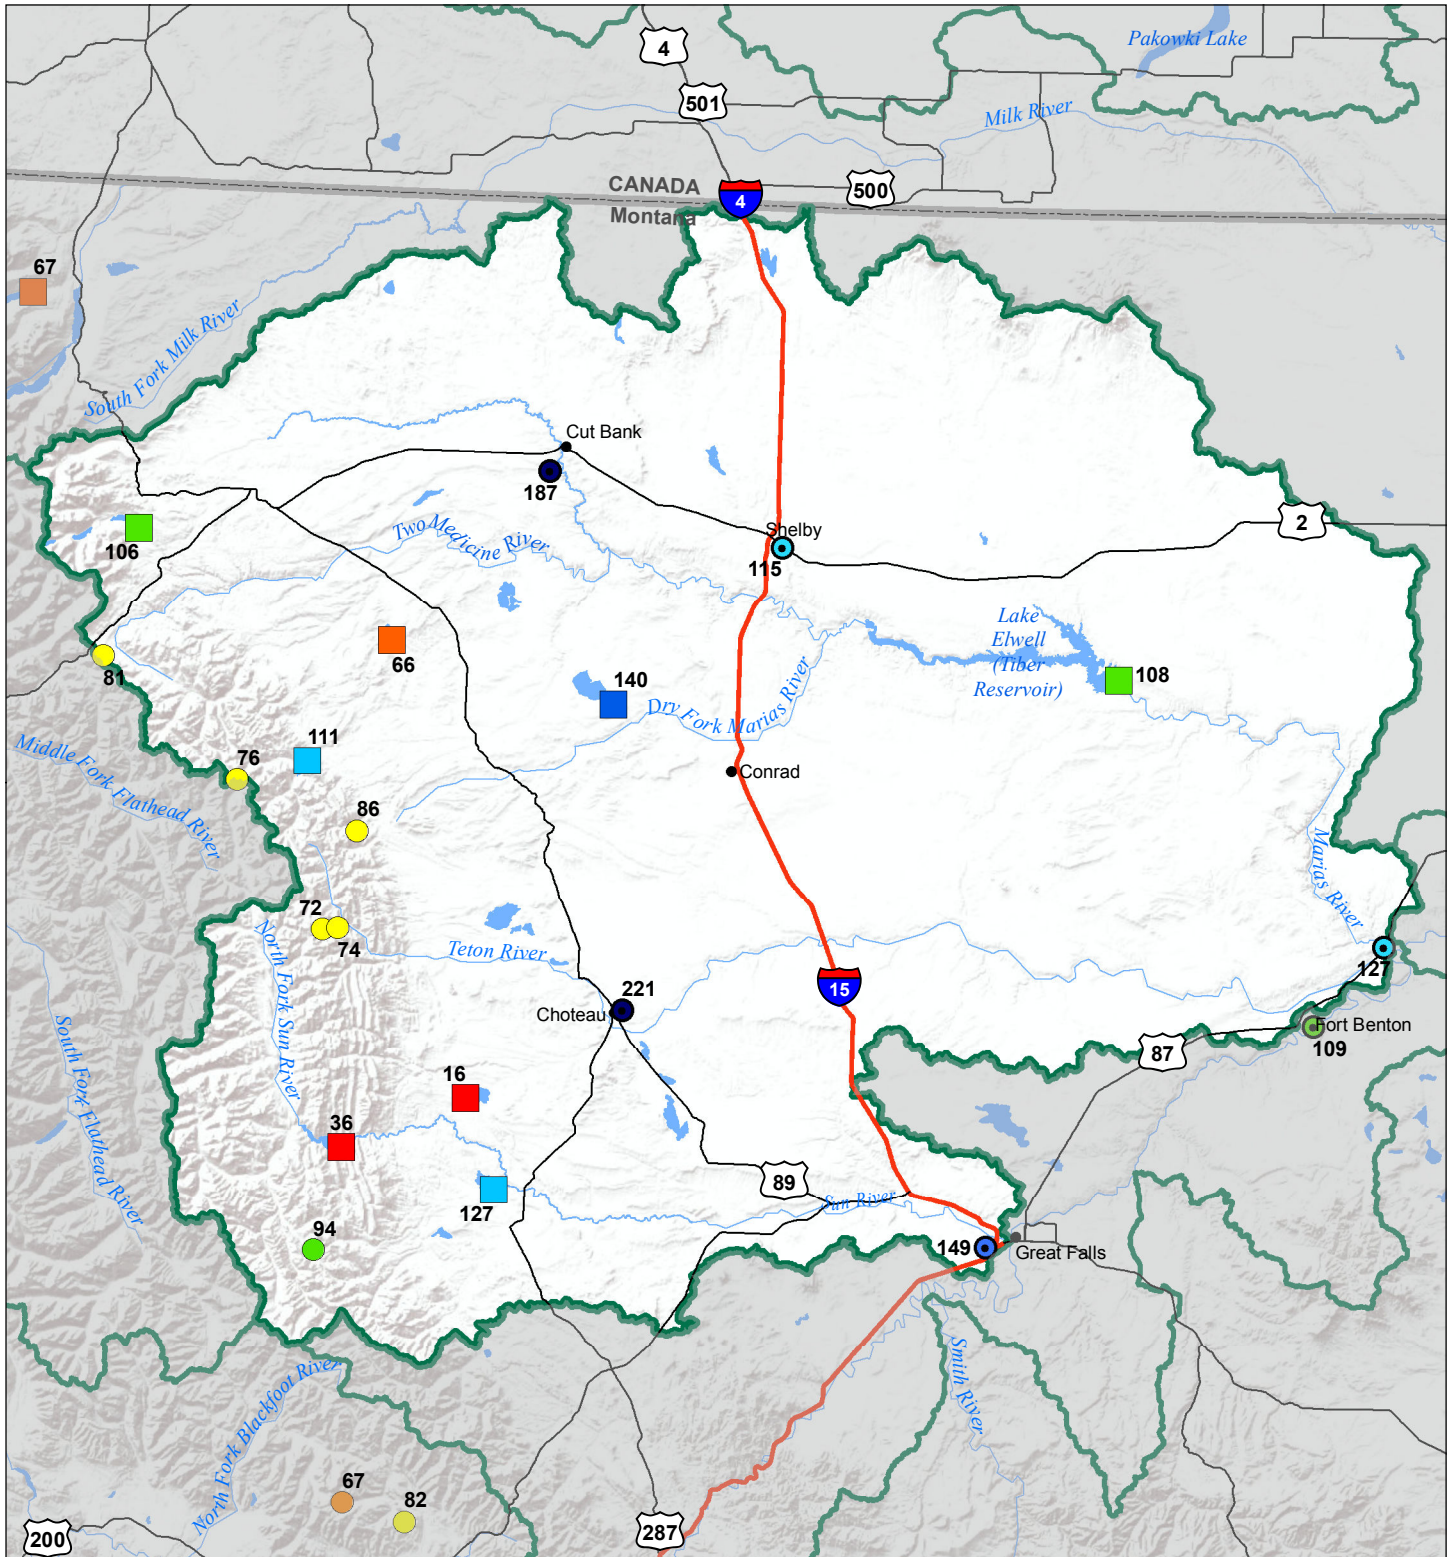 4
Pakowki Lake
501
Milk River
CANADA
500
4
Montana
67
South Fork Milk River
Cut Bank
187
Two Medicine River
2
Shelby
106
115
Lake
Elwell
(Tiber
Reservoir)
66
81
140
108
Dry Fork Marias River
111
Middle Fork Flathead River
76
Conrad
86
Marias River
72
74
North Fork Sun River
Teton River
127
15
221
Choteau
Fort Benton
109
87
South Fork Flathead River
16
36
89
127
Sun River
94
149
Great Falls
Smith River
North Fork Blackfoot River
67
82
200
287